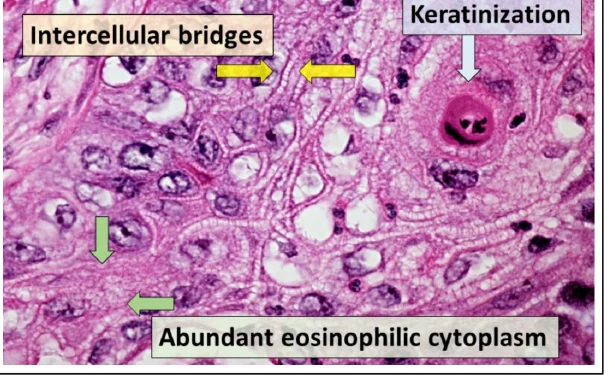 Keratinization
Intercellular bridges
Abundant eosinophilic cytoplasm